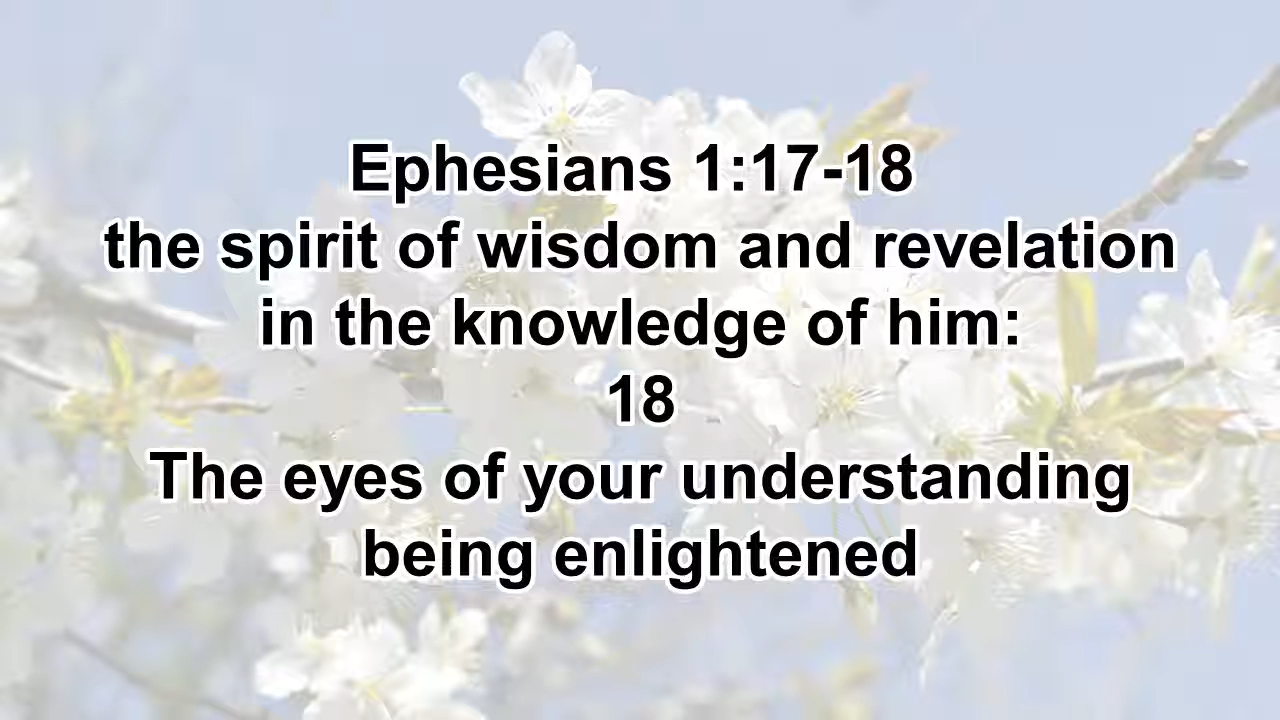 Ephesians 1:17-18
the spirit of wisdom and revelation
in the knowledge of him:
18
The eyes of your understanding
being enlightened